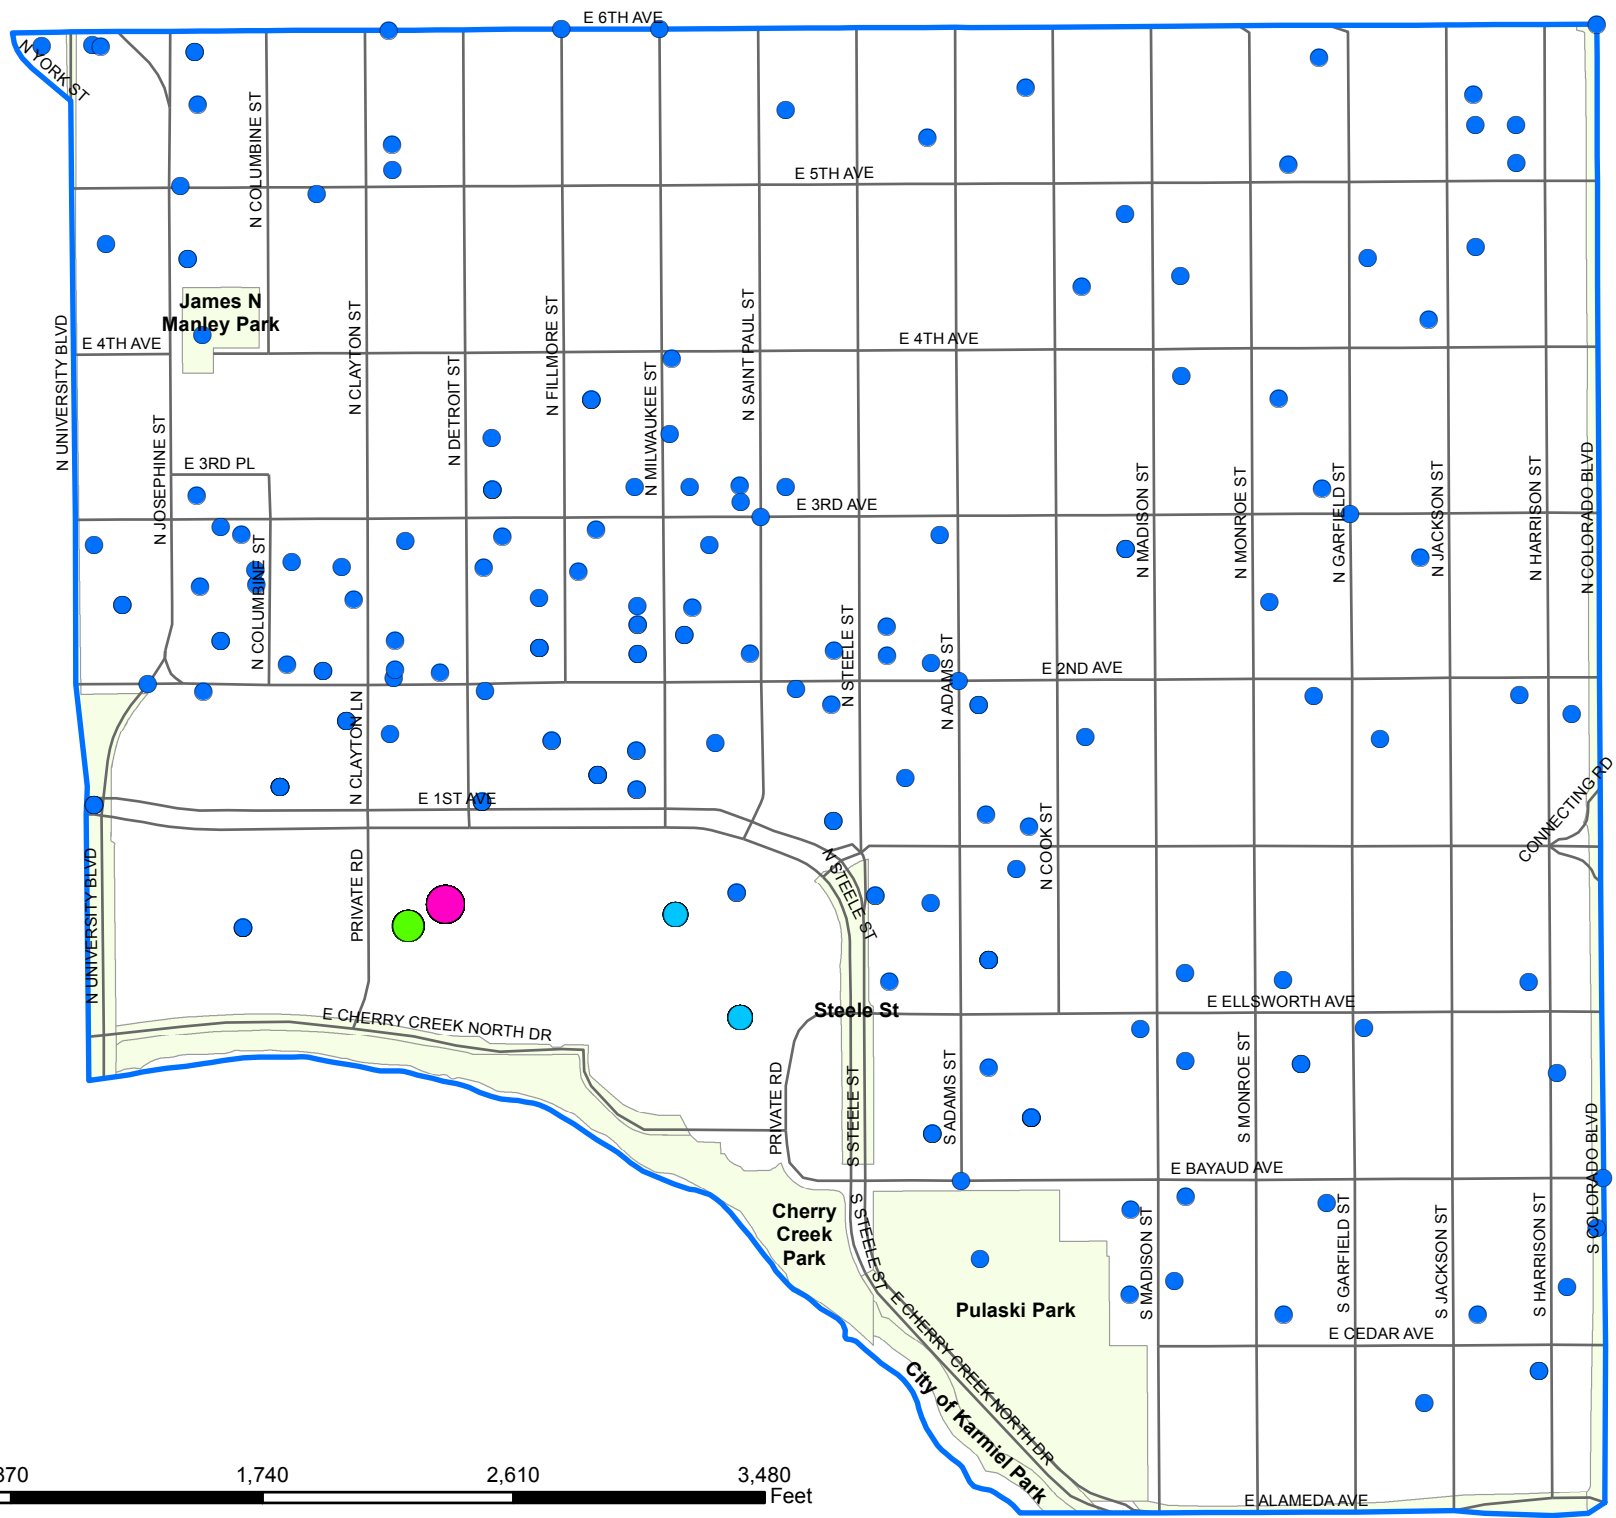 E 6TH AVE
N YORK ST
N COLUMBINE ST
E 5TH AVE
James N
Manley Park
N UNIVERSITY BLVD
E 4TH AVE
E 4TH AVE
N CLAYTON ST
N DETROIT ST
N FILLMORE ST
N MILWAUKEE ST
N SAINT PAUL ST
N JOSEPHINE ST
E 3RD PL
E 3RD AVE
N MADISON ST
N MONROE ST
N GARFIELD ST
N JACKSON ST
N HARRISON ST
N COLORADO BLVD
N COLUMBINE ST
N STEELE ST
N ADAMS ST
E 2ND AVE
N CLAYTON LN
E 1ST AVE
N COOK ST
CONNECTING RD
N UNIVERSITY BLVD
PRIVATE RD
N STEELE ST
E CHERRY CREEK NORTH DR
Steele St
E ELLSWORTH AVE
PRIVATE RD
S STEELE ST
S ADAMS ST
S MONROE ST
S COLORADO BLVD
E BAYAUD AVE
Cherry
Creek
Park
S STEELE ST
Pulaski Park
S MADISON ST
S GARFIELD ST
S JACKSON ST
S HARRISON ST
E CEDAR AVE
E CHERRY CREEK NORTH DR
City of Karmiel Park
E ALAMEDA AVE
870
1,740
2,610
3,480
Feet